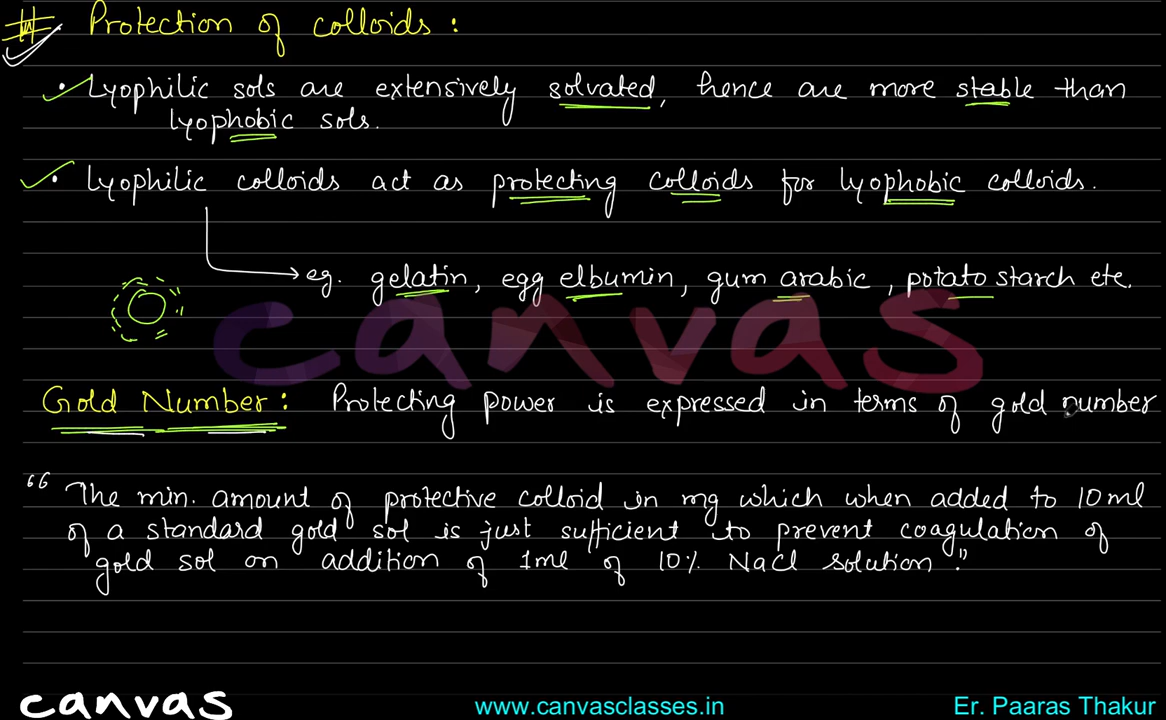 # Protection of colloids :
• Lyophilic sols are extensively solvated, hence are more stable than
lyophobic sols.
• Lyophilic colloids act as protecting colloids for lyophobic colloids.
eg. gelatin, egg elbumin, gum arabic, potato starch etc.
canvas
Gold Number : Protecting power is expressed in terms of gold number
“ The min. amount of protective colloid in mg which when added to 10 ml
of a standard gold sol is just sufficient to prevent coagulation of
gold sol on addition of 1 ml of 10% NaCl solution."
canvas www.canvasclasses.in Er. Paaras Thakur